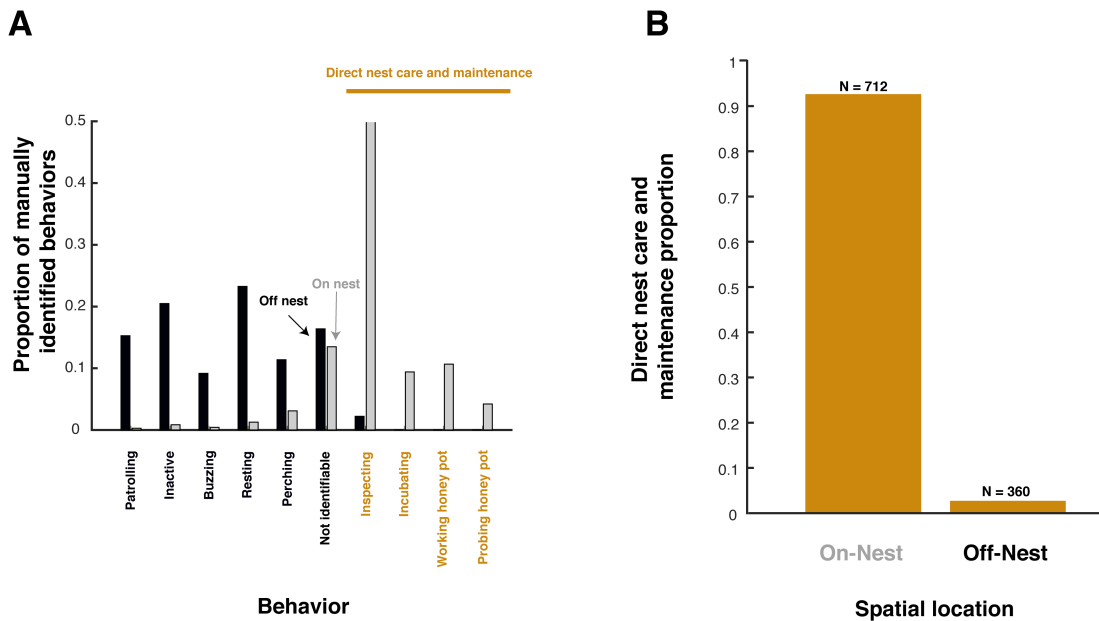 A
Direct nest care and maintenance
Proportion of manually
identified behaviors
0.5
0.4
0.3
0.2
0.1
0
Off nest
On nest
Patrolling
Inactive
Buzzing
Resting
Perching
Not identifiable
Inspecting
Incubating
Working honey pot
Probing honey pot
Behavior
B
Direct nest care and
maintenance proportion
1
0.9
0.8
0.7
0.6
0.5
0.4
0.3
0.2
0.1
0
N = 712
N = 360
On-Nest
Off-Nest
Spatial location